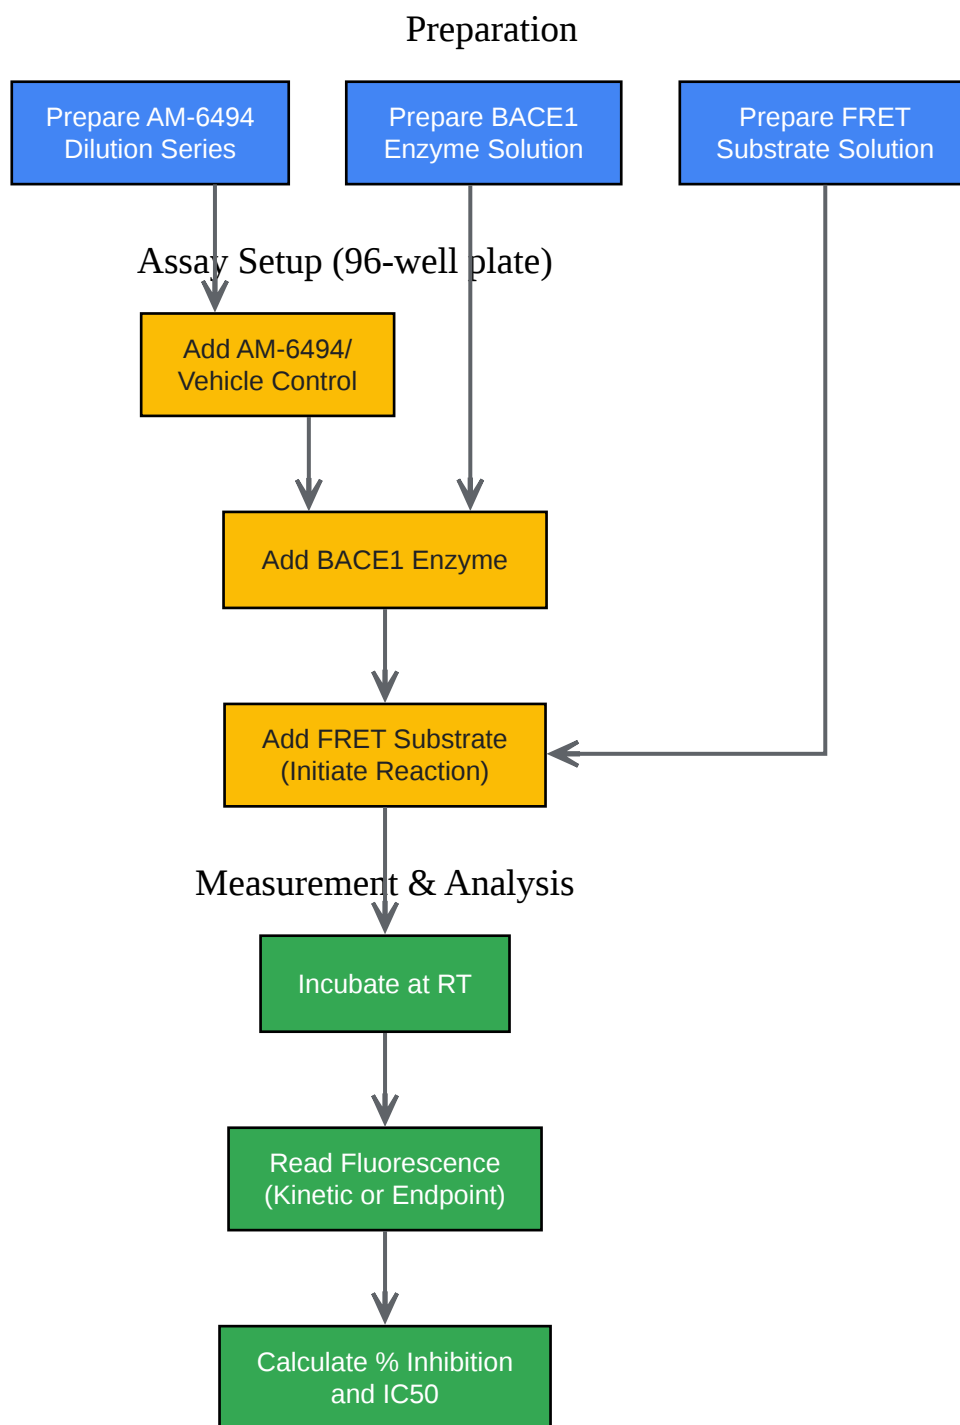 Preparation
Prepare AM-6494
Dilution Series
Prepare BACE1
Enzyme Solution
Prepare FRET
Substrate Solution
Assay Setup (96-well plate)
Add AM-6494/
Vehicle Control
Add BACE1 Enzyme
Add FRET Substrate
(Initiate Reaction)
Measurement & Analysis
Incubate at RT
Read Fluorescence
(Kinetic or Endpoint)
Calculate % Inhibition
and IC50